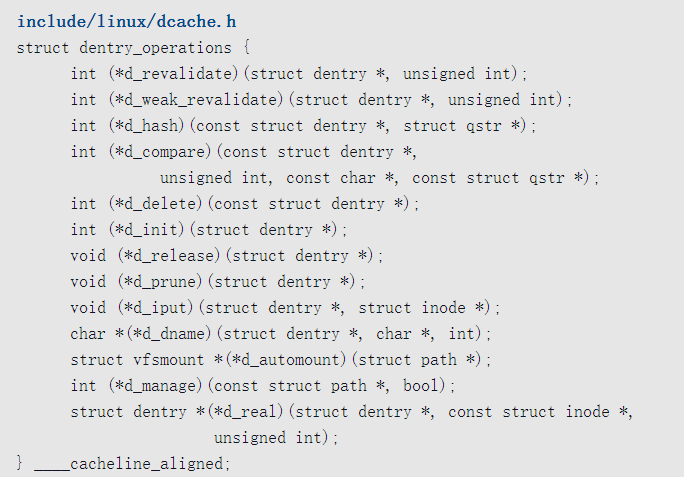 include/linux/dcache.h
struct dentry_operations {
int (*d_revalidate)(struct dentry *, unsigned int);
int (*d_weak_revalidate)(struct dentry *, unsigned int);
int (*d_hash)(const struct dentry *, struct qstr *);
int (*d_compare)(const struct dentry *,
unsigned int, const char *, const struct qstr *);
int (*d_delete)(const struct dentry *);
int (*d_init)(struct dentry *);
void (*d_release)(struct dentry *);
void (*d_prune)(struct dentry *);
void (*d_iput)(struct dentry *, struct inode *);
char *(*d_dname)(struct dentry *, char *, int);
struct vfsmount *(*d_automount)(struct path *);
int (*d_manage)(const struct path *, bool);
struct dentry *(*d_real)(struct dentry *, const struct inode *,
unsigned int);
} ____cacheline_aligned;